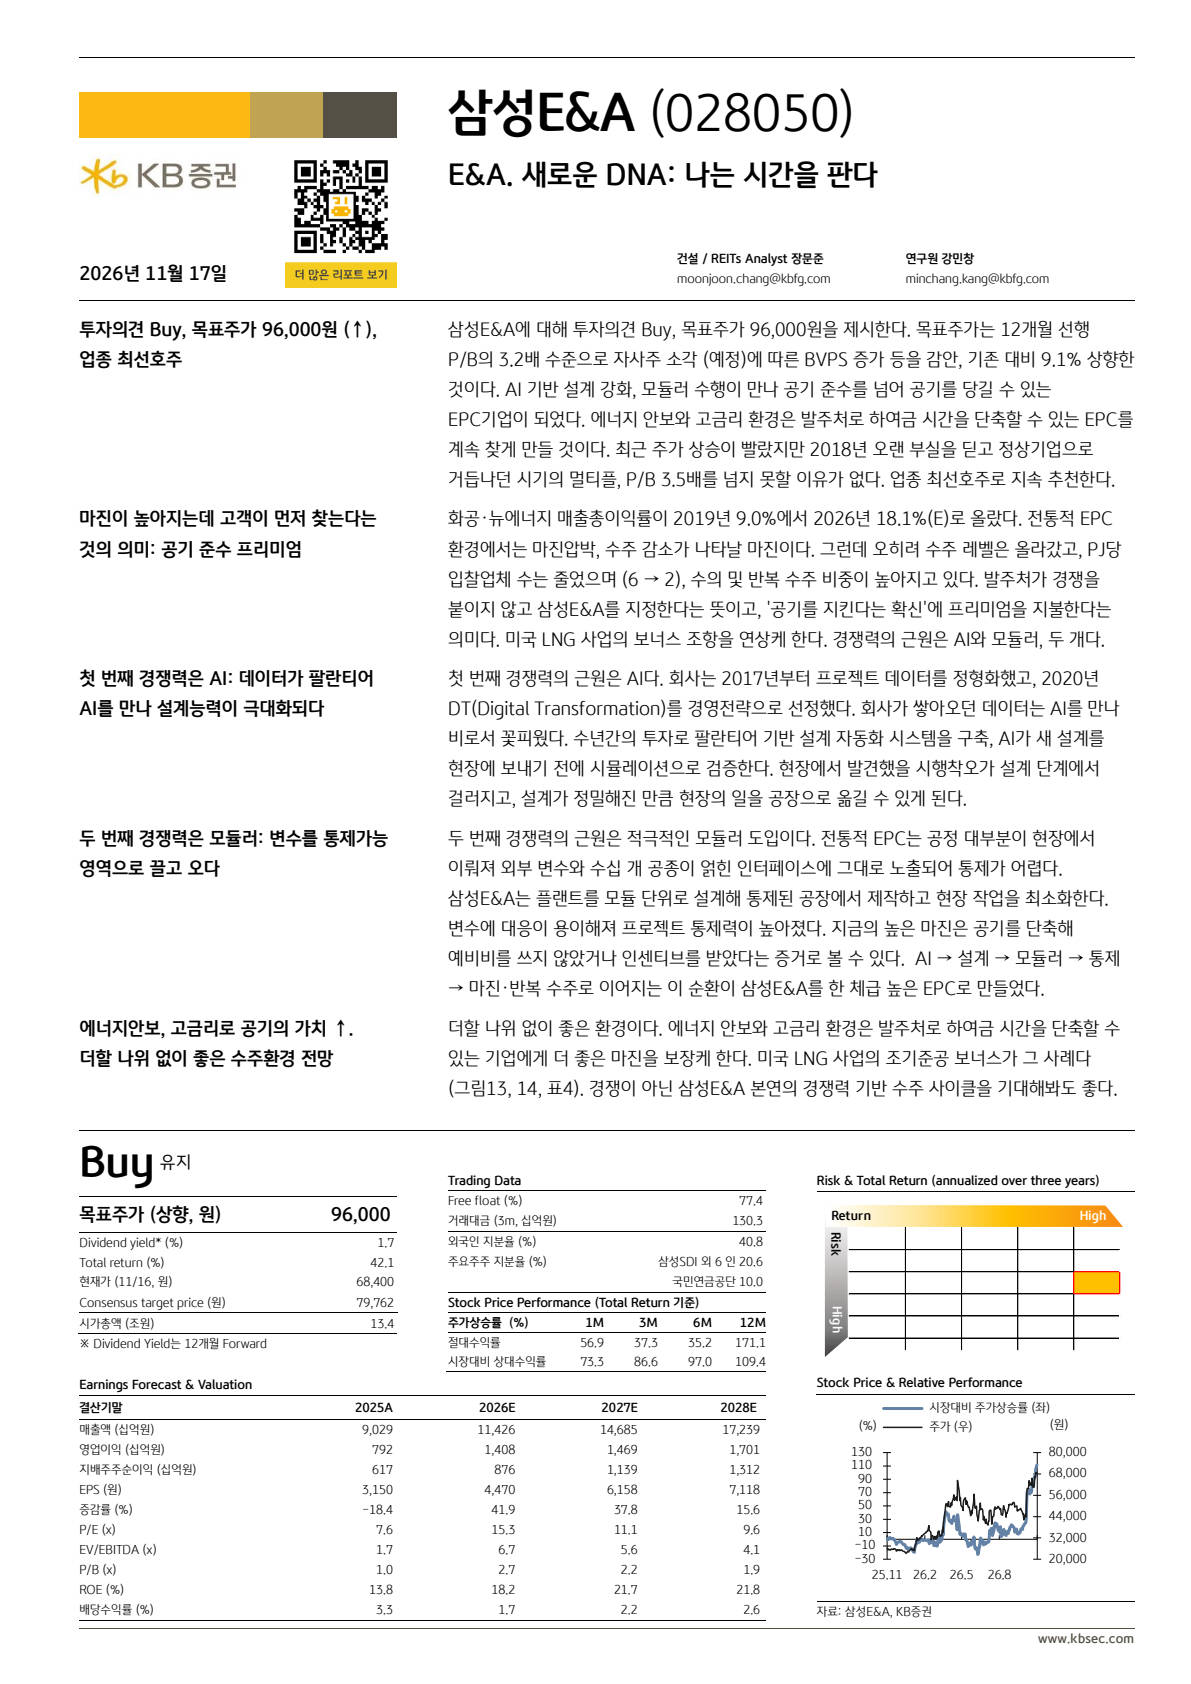 삼성E&A (028050)
E&A. 새로운 DNA: 나는 시간을 판다
KB증권
2026년 11월 17일
더 많은 리포트 보기
건설 / REITs Analyst 장문준
moonjoon.chang@kbfg.com
연구원 강민창
minchang.kang@kbfg.com
투자의견 Buy, 목표주가 96,000원 (↑),
업종 최선호주
삼성E&A에 대해 투자의견 Buy, 목표주가 96,000원을 제시한다. 목표주가는 12개월 선행
P/B의 3.2배 수준으로 자사주 소각 (예정)에 따른 BVPS 증가 등을 감안, 기존 대비 9.1% 상향한
것이다. AI 기반 설계 강화, 모듈러 수행이 만나 공기 준수를 넘어 공기를 당길 수 있는
EPC기업이 되었다. 에너지 안보와 고금리 환경은 발주처로 하여금 시간을 단축할 수 있는 EPC를
계속 찾게 만들 것이다. 최근 주가 상승이 빨랐지만 2018년 오랜 부실을 딛고 정상기업으로
거듭나던 시기의 멀티플, P/B 3.5배를 넘지 못할 이유가 없다. 업종 최선호주로 지속 추천한다.
마진이 높아지는데 고객이 먼저 찾는다는
것의 의미: 공기 준수 프리미엄
화공·뉴에너지 매출총이익률이 2019년 9.0%에서 2026년 18.1%(E)로 올랐다. 전통적 EPC
환경에서는 마진압박, 수주 감소가 나타날 마진이다. 그런데 오히려 수주 레벨은 올라갔고, PJ당
입찰업체 수는 줄었으며 (6 → 2), 수의 및 반복 수주 비중이 높아지고 있다. 발주처가 경쟁을
붙이지 않고 삼성E&A를 지정한다는 뜻이고, '공기를 지킨다는 확신'에 프리미엄을 지불한다는
의미다. 미국 LNG 사업의 보너스 조항을 연상케 한다. 경쟁력의 근원은 AI와 모듈러, 두 개다.
첫 번째 경쟁력은 AI: 데이터가 팔란티어
AI를 만나 설계능력이 극대화되다
첫 번째 경쟁력의 근원은 AI다. 회사는 2017년부터 프로젝트 데이터를 정형화했고, 2020년
DT(Digital Transformation)를 경영전략으로 선정했다. 회사가 쌓아오던 데이터는 AI를 만나
비로서 꽃피웠다. 수년간의 투자로 팔란티어 기반 설계 자동화 시스템을 구축, AI가 새 설계를
현장에 보내기 전에 시뮬레이션으로 검증한다. 현장에서 발견했을 시행착오가 설계 단계에서
걸러지고, 설계가 정밀해진 만큼 현장의 일을 공장으로 옮길 수 있게 된다.
두 번째 경쟁력은 모듈러: 변수를 통제가능
영역으로 끌고 오다
두 번째 경쟁력의 근원은 적극적인 모듈러 도입이다. 전통적 EPC는 공정 대부분이 현장에서
이뤄져 외부 변수와 수십 개 공종이 얽힌 인터페이스에 그대로 노출되어 통제가 어렵다.
삼성E&A는 플랜트를 모듈 단위로 설계해 통제된 공장에서 제작하고 현장 작업을 최소화한다.
변수에 대응이 용이해져 프로젝트 통제력이 높아졌다. 지금의 높은 마진은 공기를 단축해
예비비를 쓰지 않았거나 인센티브를 받았다는 증거로 볼 수 있다. AI → 설계 → 모듈러 → 통제
→ 마진·반복 수주로 이어지는 이 순환이 삼성E&A를 한 체급 높은 EPC로 만들었다.
에너지안보, 고금리로 공기의 가치 ↑.
더할 나위 없이 좋은 수주환경 전망
더할 나위 없이 좋은 환경이다. 에너지 안보와 고금리 환경은 발주처로 하여금 시간을 단축할 수
있는 기업에게 더 좋은 마진을 보장케 한다. 미국 LNG 사업의 조기준공 보너스가 그 사례다
(그림13, 14, 표4). 경쟁이 아닌 삼성E&A 본연의 경쟁력 기반 수주 사이클을 기대해봐도 좋다.
Buy 유지
목표주가 (상향, 원) 96,000
Dividend yield* (%) 1.7
Total return (%) 42.1
현재가 (11/16, 원) 68,400
Consensus target price (원) 79,762
시가총액 (조원) 13.4
※ Dividend Yield는 12개월 Forward
Trading Data
Free float (%) 77.4
거래대금 (3m, 십억원) 130.3
외국인 지분율 (%) 40.8
주요주주 지분율 (%) 삼성SDI 외 6 인 20.6
국민연금공단 10.0
Stock Price Performance (Total Return 기준)
주가상승률 (%) 1M 3M 6M 12M
절대수익률 56.9 37.3 35.2 171.1
시장대비 상대수익률 73.3 86.6 97.0 109.4
Risk & Total Return (annualized over three years)
Return High
Risk
High
Earnings Forecast & Valuation
결산기말 2025A 2026E 2027E 2028E
매출액 (십억원) 9,029 11,426 14,685 17,239
영업이익 (십억원) 792 1,408 1,469 1,701
지배주주순이익 (십억원) 617 876 1,139 1,312
EPS (원) 3,150 4,470 6,158 7,118
증감률 (%) -18.4 41.9 37.8 15.6
P/E (x) 7.6 15.3 11.1 9.6
EV/EBITDA (x) 1.7 6.7 5.6 4.1
P/B (x) 1.0 2.7 2.2 1.9
ROE (%) 13.8 18.2 21.7 21.8
배당수익률 (%) 3.3 1.7 2.2 2.6
Stock Price & Relative Performance
시장대비 주가상승률 (좌)
(%) 주가 (우) (원)
130 80,000
110
90 68,000
70 56,000
50
30 44,000
10 32,000
-10
-30 20,000
25.11 26.2 26.5 26.8
자료: 삼성E&A, KB증권
www.kbsec.com